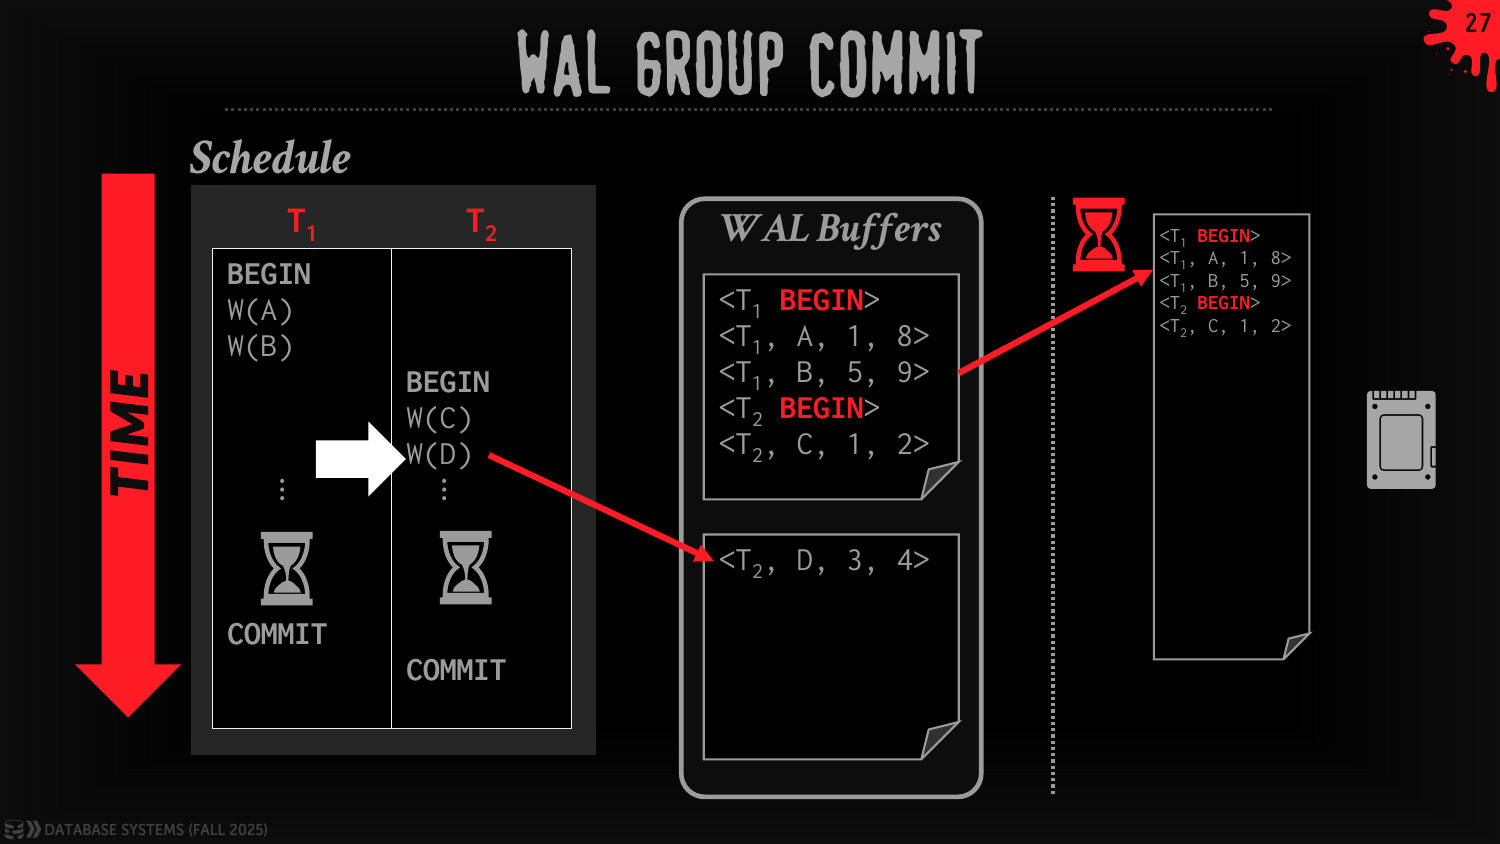 27
WAL GROUP COMMIT
Schedule
TIME
T1 T2
BEGIN
W(A)
W(B)
BEGIN
W(C)
W(D)
⋮ ⋮
COMMIT
COMMIT
WAL Buffers
<T1 BEGIN>
<T1, A, 1, 8>
<T1, B, 5, 9>
<T2 BEGIN>
<T2, C, 1, 2>
<T2, D, 3, 4>
<T1 BEGIN>
<T1, A, 1, 8>
<T1, B, 5, 9>
<T2 BEGIN>
<T2, C, 1, 2>
DATABASE SYSTEMS (FALL 2025)